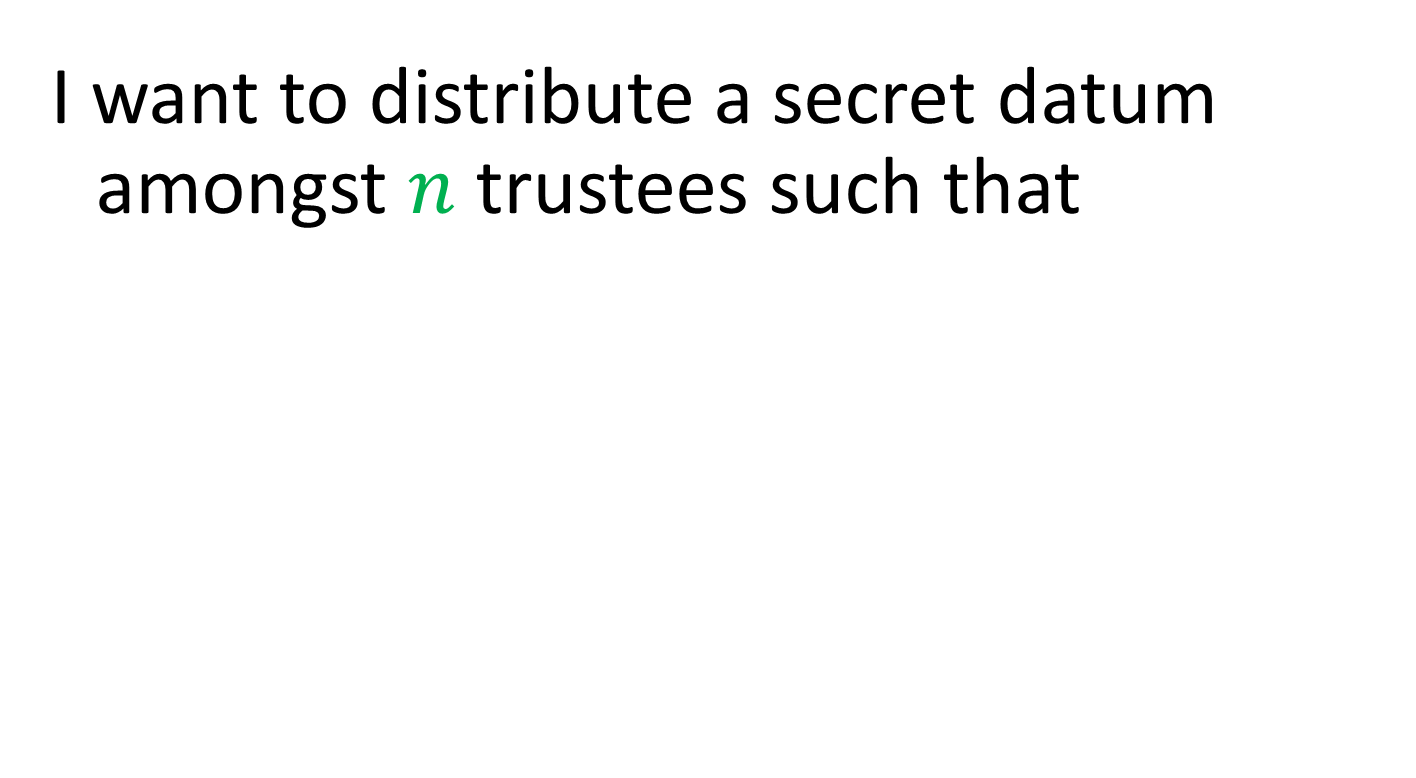 I want to distribute a secret datum
amongst n trustees such that